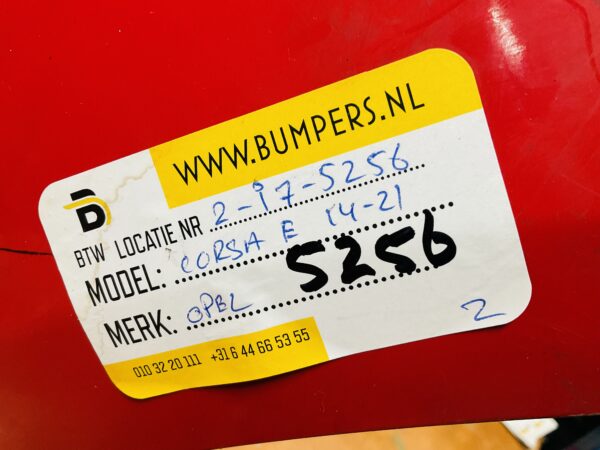 WWW.BUMPERS.NL
B
BTW LOCATIE NR 2-17-5256
MODEL: CORSA E 14-21
MERK: OPEL 5256
2
010 32 20 111 +31 6 44 66 53 55